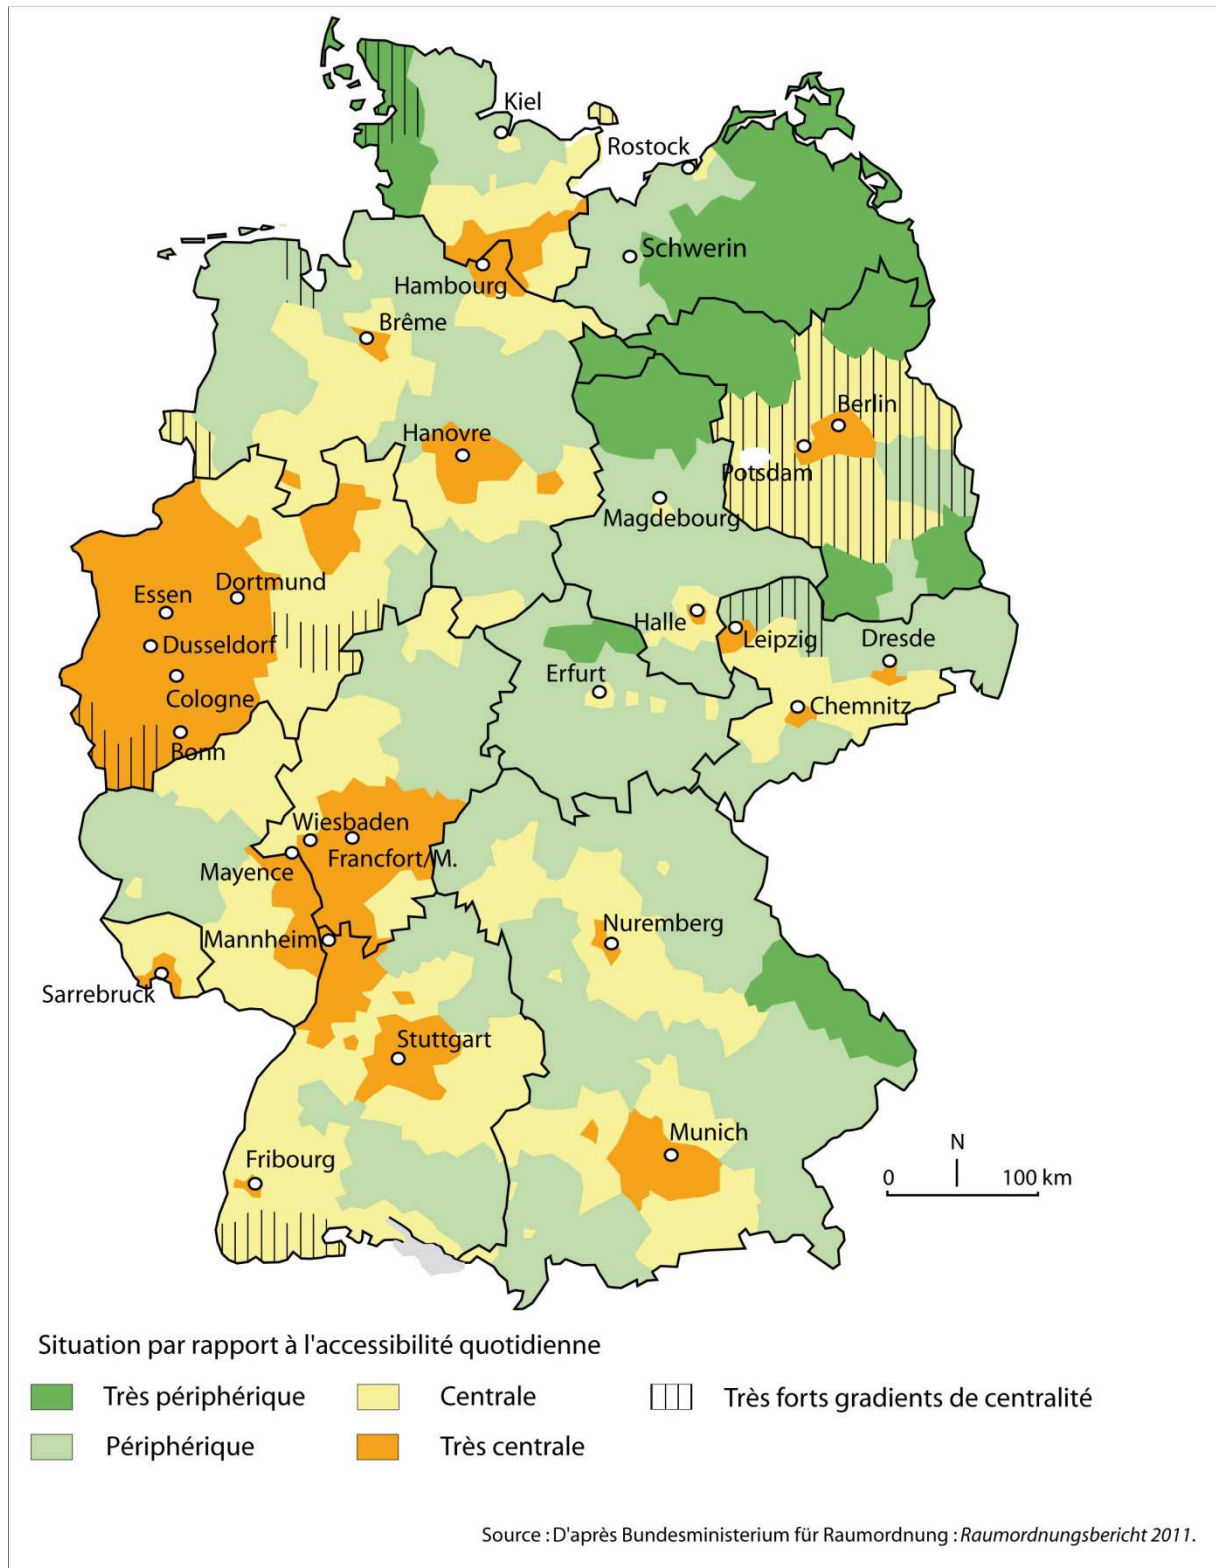 Kiel
Rostock
Schwerin
Hambourg
Brême
Berlin
Hanovre
Potsdam
Magdebourg
Dortmund
Essen
Halle
Leipzig
Dresde
Dusseldorf
Erfurt
Cologne
Chemnitz
Bonn
Wiesbaden
Francfort/M.
Mayence
Nuremberg
Mannheim
Sarrebruck
Stuttgart
Munich
Fribourg
N
0 100 km
Situation par rapport à l'accessibilité quotidienne
Très périphérique
Centrale
Très forts gradients de centralité
Périphérique
Très centrale
Source : D'après Bundesministerium für Raumordnung : Raumordnungsbericht 2011.